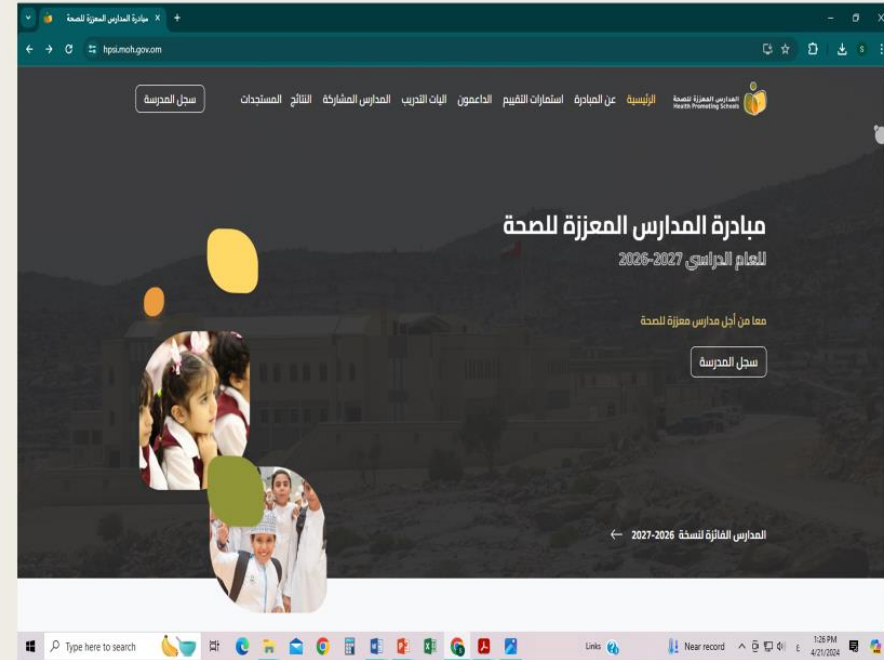 مبادرة المدارس المعززة للصحة
hpsi.moh.gov.om
المدارس المعززة للصحة
Health Promoting Schools
الرئيسية
عن المبادرة
استمارات التقييم
الداعمون
اليات التدريب
المدارس المشاركة
النتائج
المستجدات
سجل المدرسة
مبادرة المدارس المعززة للصحة
للعام الدراسي 2027-2026
معا من أجل مدارس معززة للصحة
سجل المدرسة
المدارس الفائزة لنسخة 2026-2027
Type here to search
Links
Near record
1:26 PM
4/21/2024